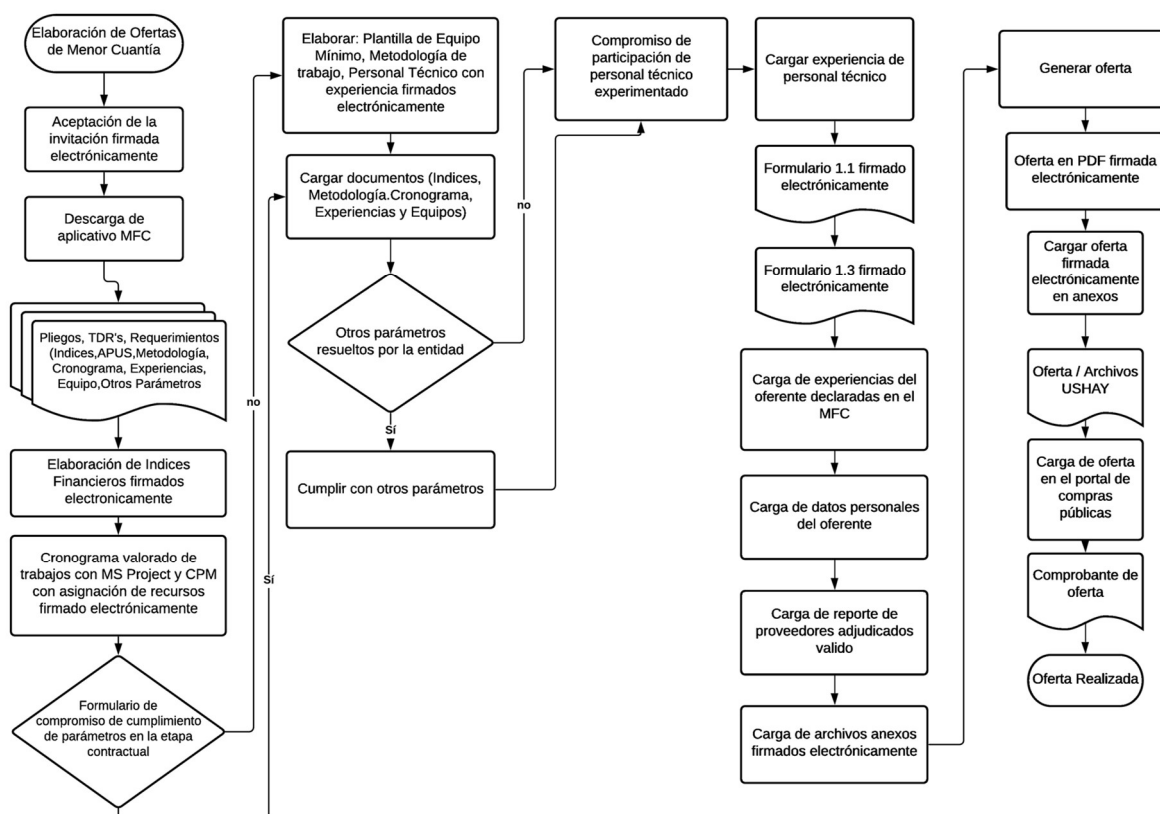 Elaboración de Ofertas
de Menor Cuantía
Aceptación de la
invitación firmada
electrónicamente
Descarga de
aplicativo MFC
Pliegos, TDR's, Requerimientos
(Indices,APUS,Metodología,
Cronograma, Experiencias,
Equipo,Otros Parámetros
Elaboración de Indices
Financieros firmados
electronicamente
Cronograma valorado de
trabajos con MS Project y CPM
con asignación de recursos
firmado electrónicamente
Formulario de
compromiso de cumplimiento
de parámetros en la etapa
contractual
no
Sí
Elaborar: Plantilla de Equipo
Mínimo, Metodología de
trabajo, Personal Técnico con
experiencia firmados
electrónicamente
Cargar documentos (Indices,
Metodología.Cronograma,
Experiencias y Equipos)
Otros parámetros
resueltos por la entidad
no
Sí
Cumplir con otros parámetros
Compromiso de
participación de
personal técnico
experimentado
Cargar experiencia de
personal técnico
Formulario 1.1 firmado
electrónicamente
Formulario 1.3 firmado
electrónicamente
Carga de experiencias del
oferente declaradas en el
MFC
Carga de datos personales
del oferente
Carga de reporte de
proveedores adjudicados
valido
Carga de archivos anexos
firmados electrónicamente
Generar oferta
Oferta en PDF firmada
electrónicamente
Cargar oferta
firmada
electrónicamente
en anexos
Oferta / Archivos
USHAY
Carga de oferta
en el portal de
compras
públicas
Comprobante de
oferta
Oferta Realizada